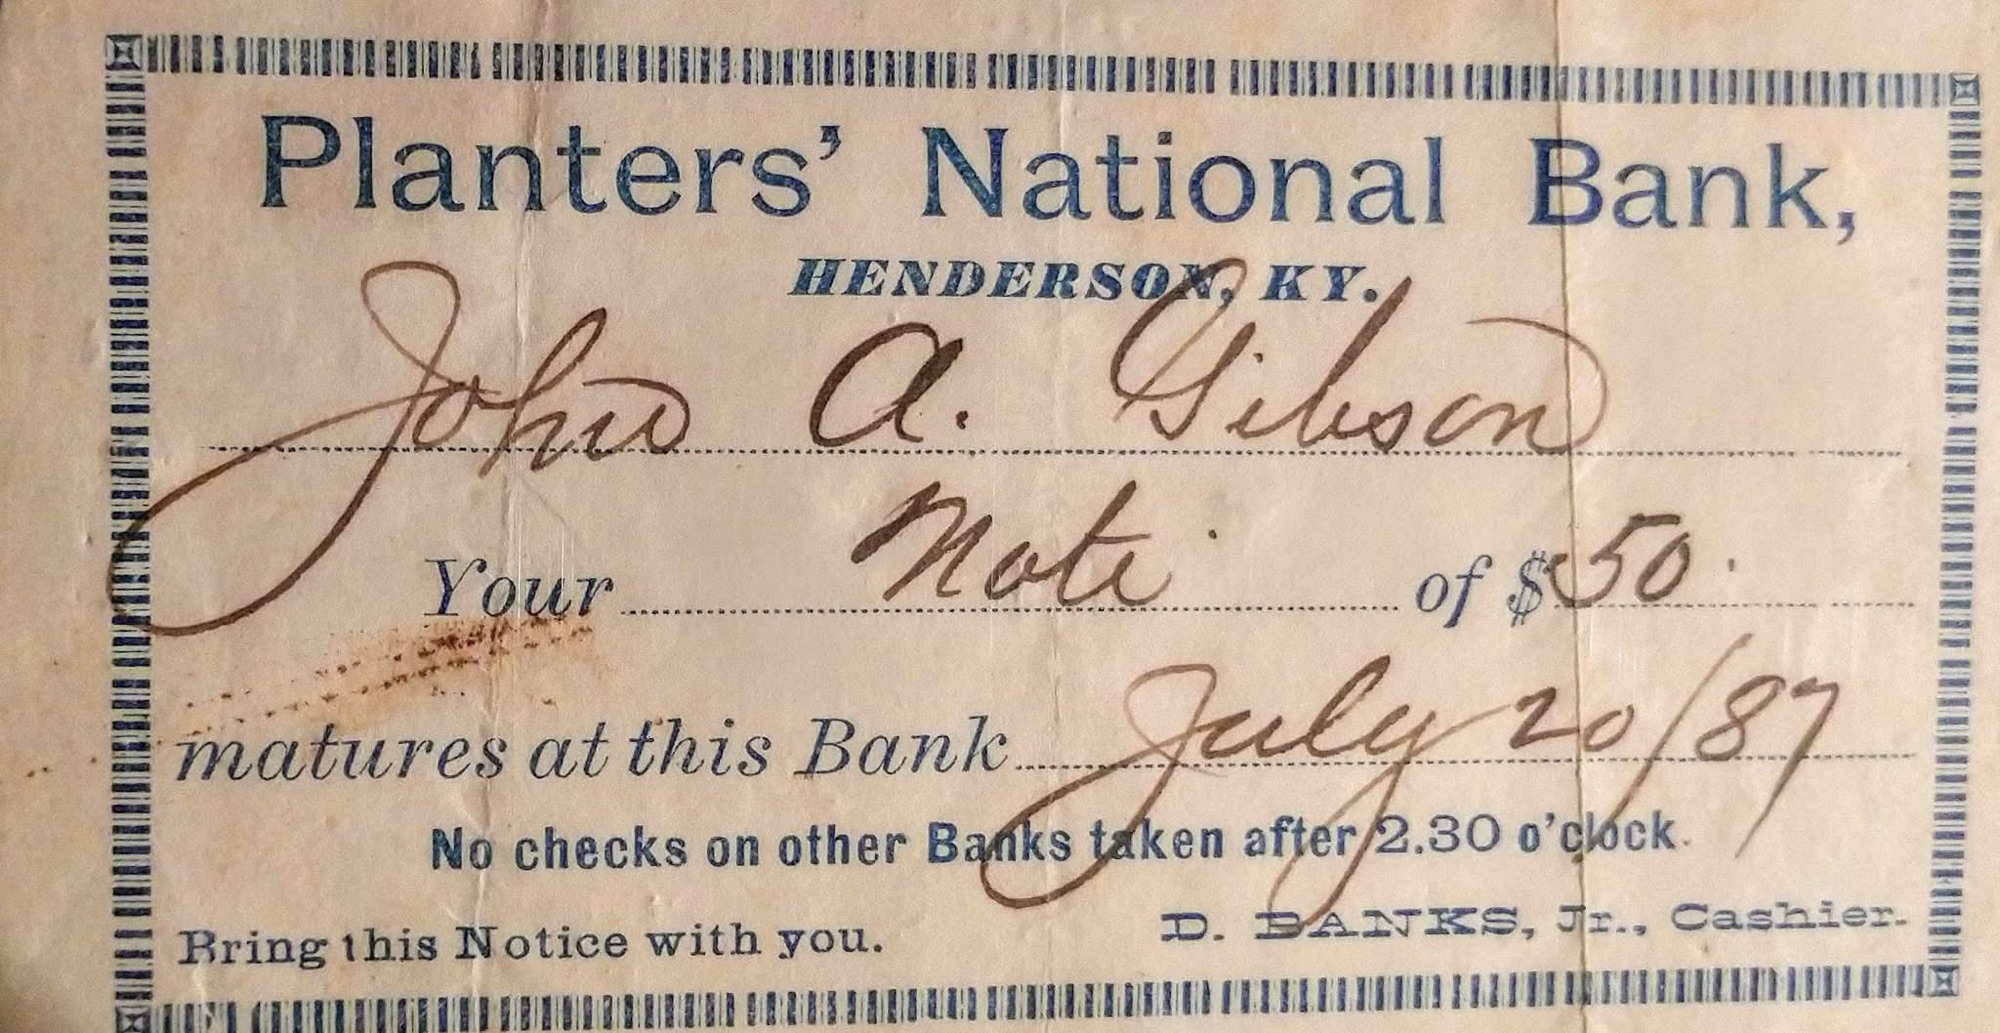 Planters' National Bank,
HENDERSON, KY.
John A. Gibson
Your Note of $50.
matures at this Bank July 20/87
No checks on other Banks taken after 2.30 o'clock.
Bring this Notice with you. D. BANKS, Jr., Cashier.